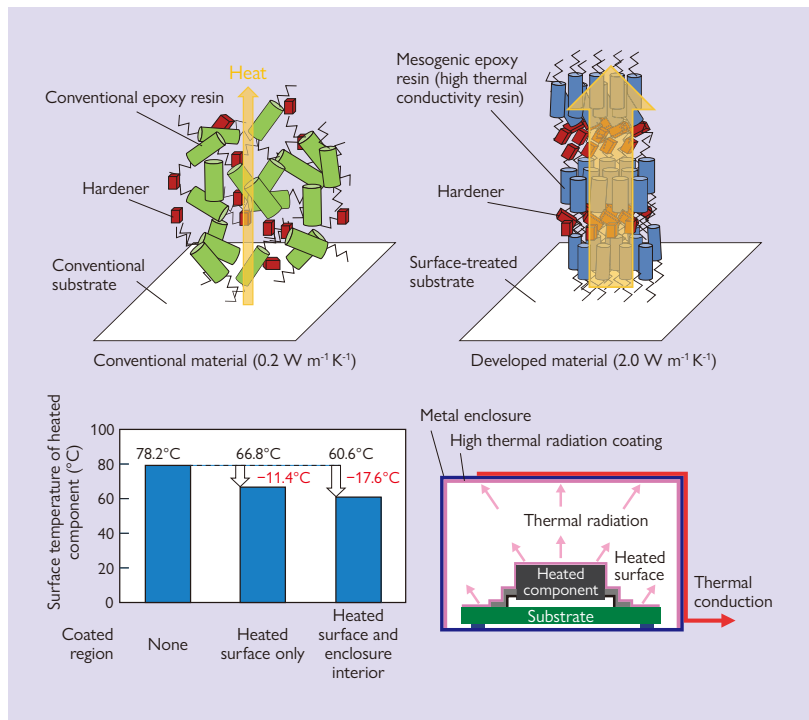 Heat
Conventional epoxy resin
Hardener
Conventional
substrate
Conventional material (0.2 W m⁻¹ K⁻¹)
Mesogenic epoxy
resin (high thermal
conductivity resin)
Hardener
Surface-treated
substrate
Developed material (2.0 W m⁻¹ K⁻¹)
Surface temperature of heated
component (°C)
100
80
60
40
20
0
78.2°C
66.8°C
60.6°C
−11.4°C
−17.6°C
Coated
region
None
Heated
surface only
Heated
surface and
enclosure
interior
Metal enclosure
High thermal radiation coating
Thermal radiation
Heated
surface
Heated
component
Substrate
Thermal
conduction